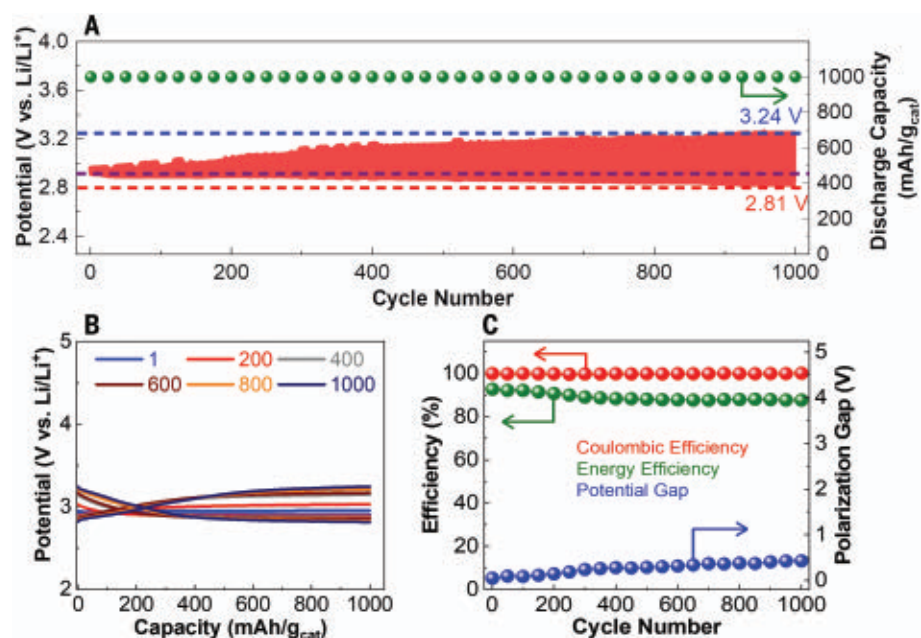 A
Potential (V vs. Li/Li⁺)
4.0
3.6
3.2
2.8
2.4
3.24 V
2.81 V
1000
800
600
400
200
0
Discharge Capacity
(mAh/g_cat)
0 200 400 600 800 1000
Cycle Number
B
Potential (V vs. Li/Li⁺)
5
4
3
2
1 200 400
600 800 1000
0 200 400 600 800 1000
Capacity (mAh/g_cat)
C
Efficiency (%)
100
80
60
40
20
10
0
Coulombic Efficiency
Energy Efficiency
Potential Gap
5
4
3
2
1
0
Polarization Gap (V)
0 200 400 600 800 1000
Cycle Number